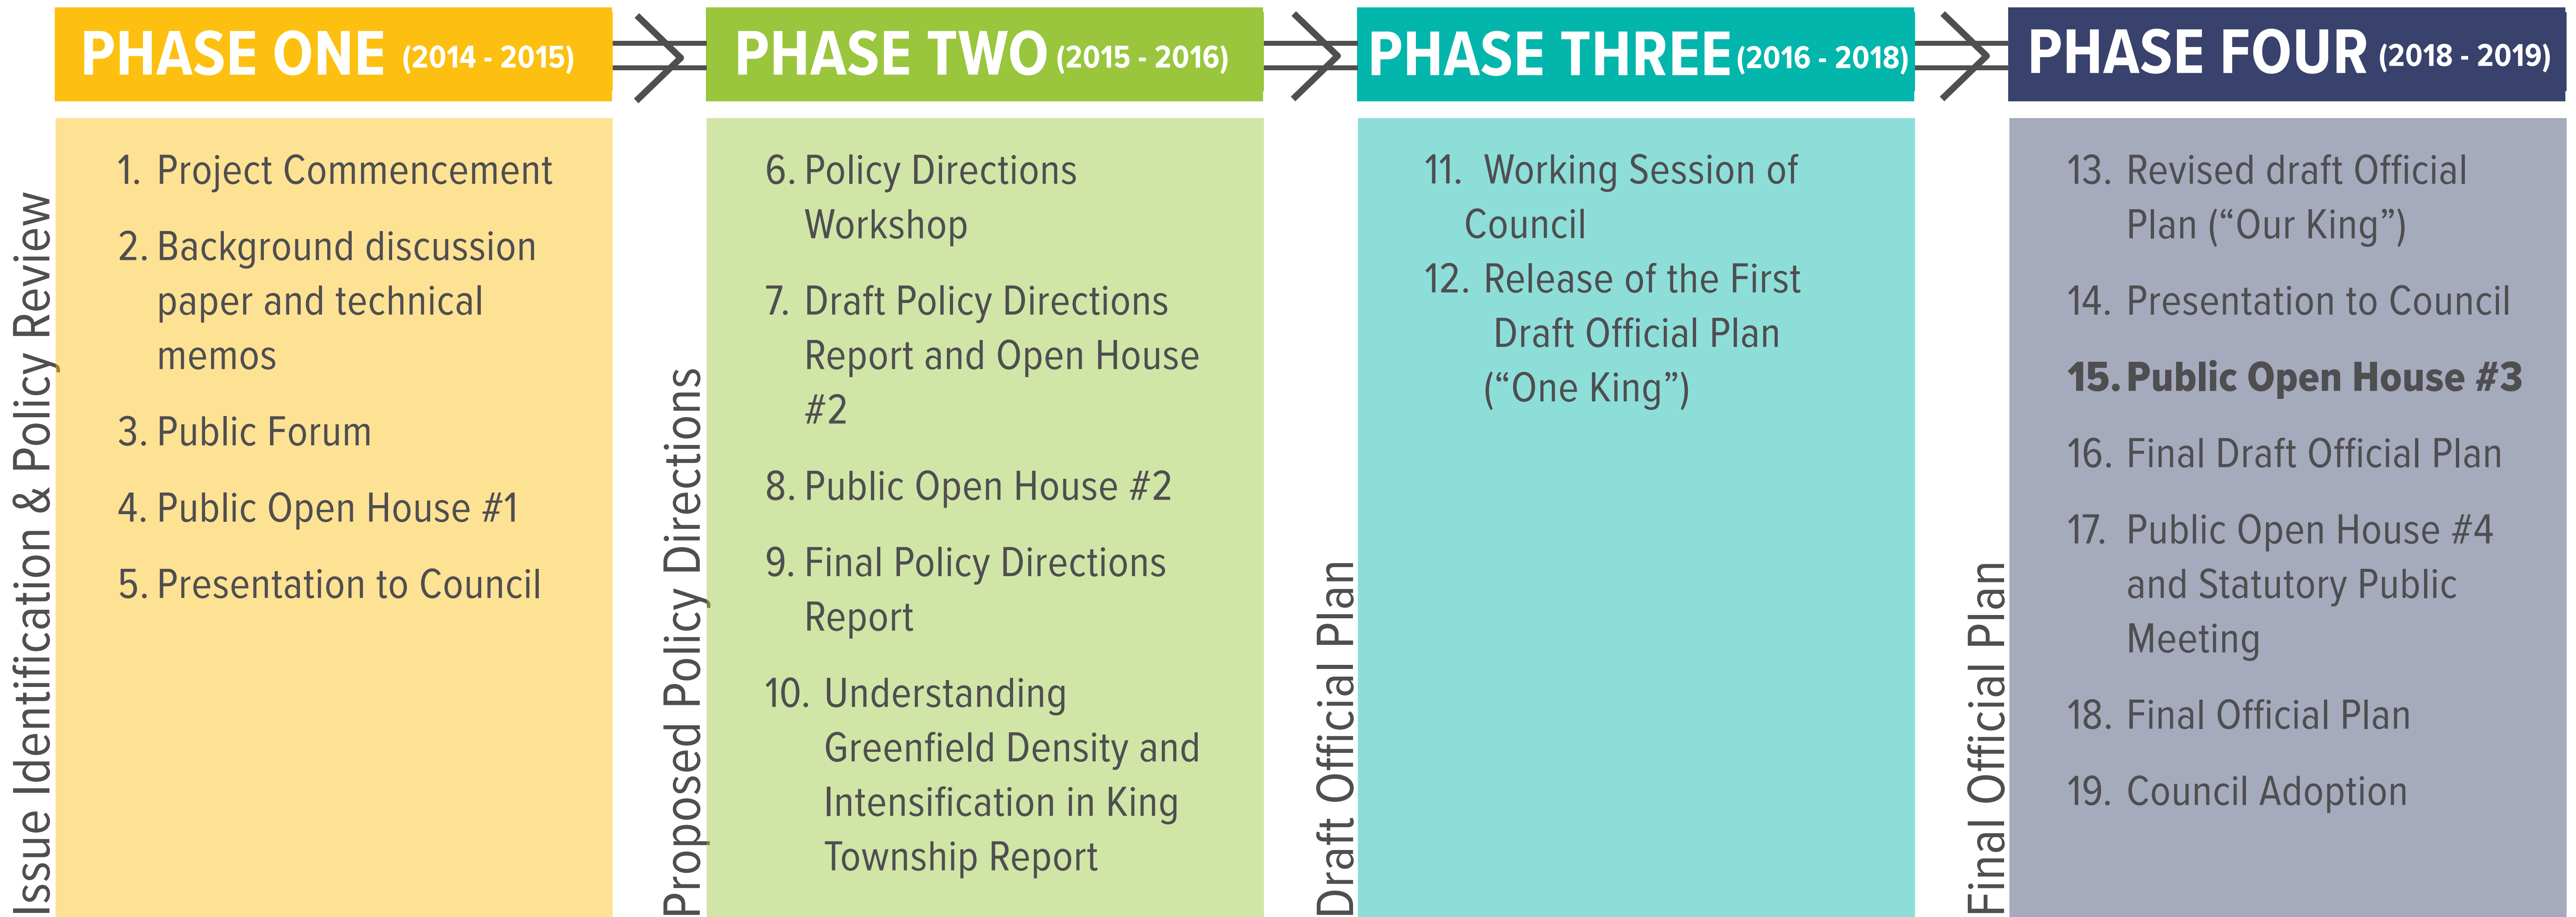 PHASE ONE (2014 - 2015)
Issue Identification & Policy Review
1. Project Commencement
2. Background discussion
paper and technical
memos
3. Public Forum
4. Public Open House #1
5. Presentation to Council
PHASE TWO (2015 - 2016)
Proposed Policy Directions
6. Policy Directions
Workshop
7. Draft Policy Directions
Report and Open House
#2
8. Public Open House #2
9. Final Policy Directions
Report
10. Understanding
Greenfield Density and
Intensification in King
Township Report
PHASE THREE (2016 - 2018)
Draft Official Plan
11. Working Session of
Council
12. Release of the First
Draft Official Plan
(“One King”)
PHASE FOUR (2018 - 2019)
Final Official Plan
13. Revised draft Official
Plan (“Our King”)
14. Presentation to Council
15. Public Open House #3
16. Final Draft Official Plan
17. Public Open House #4
and Statutory Public
Meeting
18. Final Official Plan
19. Council Adoption